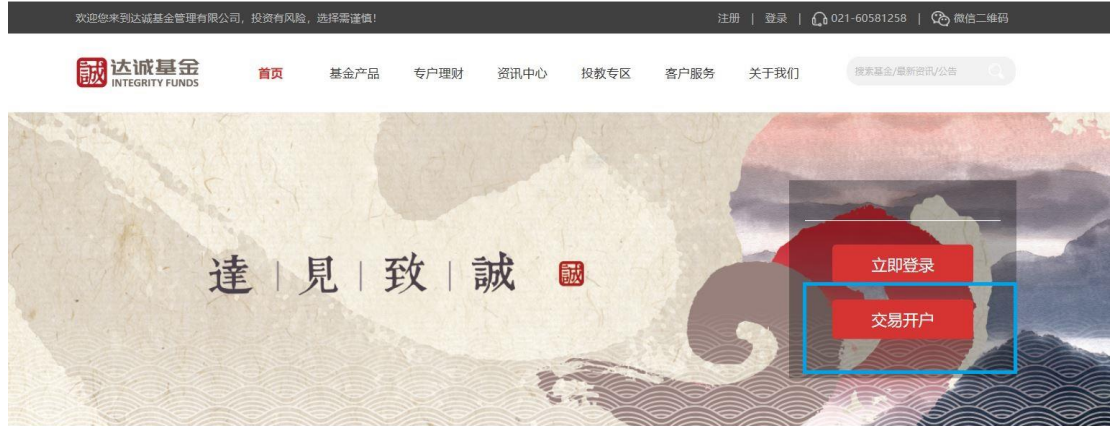 欢迎您来到达诚基金管理有限公司，投资有风险，选择需谨慎！ 注册 | 登录 | 021-60581258 | 微信二维码
誠 达诚基金 首页 基金产品 专户理财 资讯中心 投教专区 客户服务 关于我们 搜索基金/最新资讯/公告
INTEGRITY FUNDS
達 | 見 | 致 | 誠 誠
立即登录
交易开户